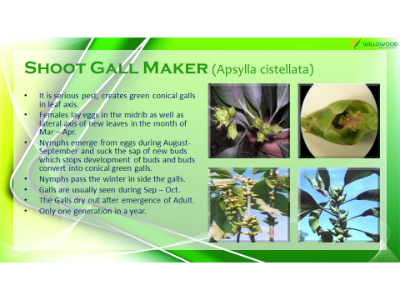 WILLOWOOD
SHOOT GALL MAKER (Apsylla cistellata)
• It is serious pest, creates green conical galls
in leaf axis.
• Females lay eggs in the midrib as well as
lateral axis of new leaves in the month of
Mar – Apr.
• Nymphs emerge from eggs during August-
September and suck the sap of new buds
which stops development of buds and buds
convert into conical green galls.
• Nymphs pass the winter in side the galls.
• Galls are usually seen during Sep – Oct.
• The Galls dry out after emergence of Adult.
• Only one generation in a year.